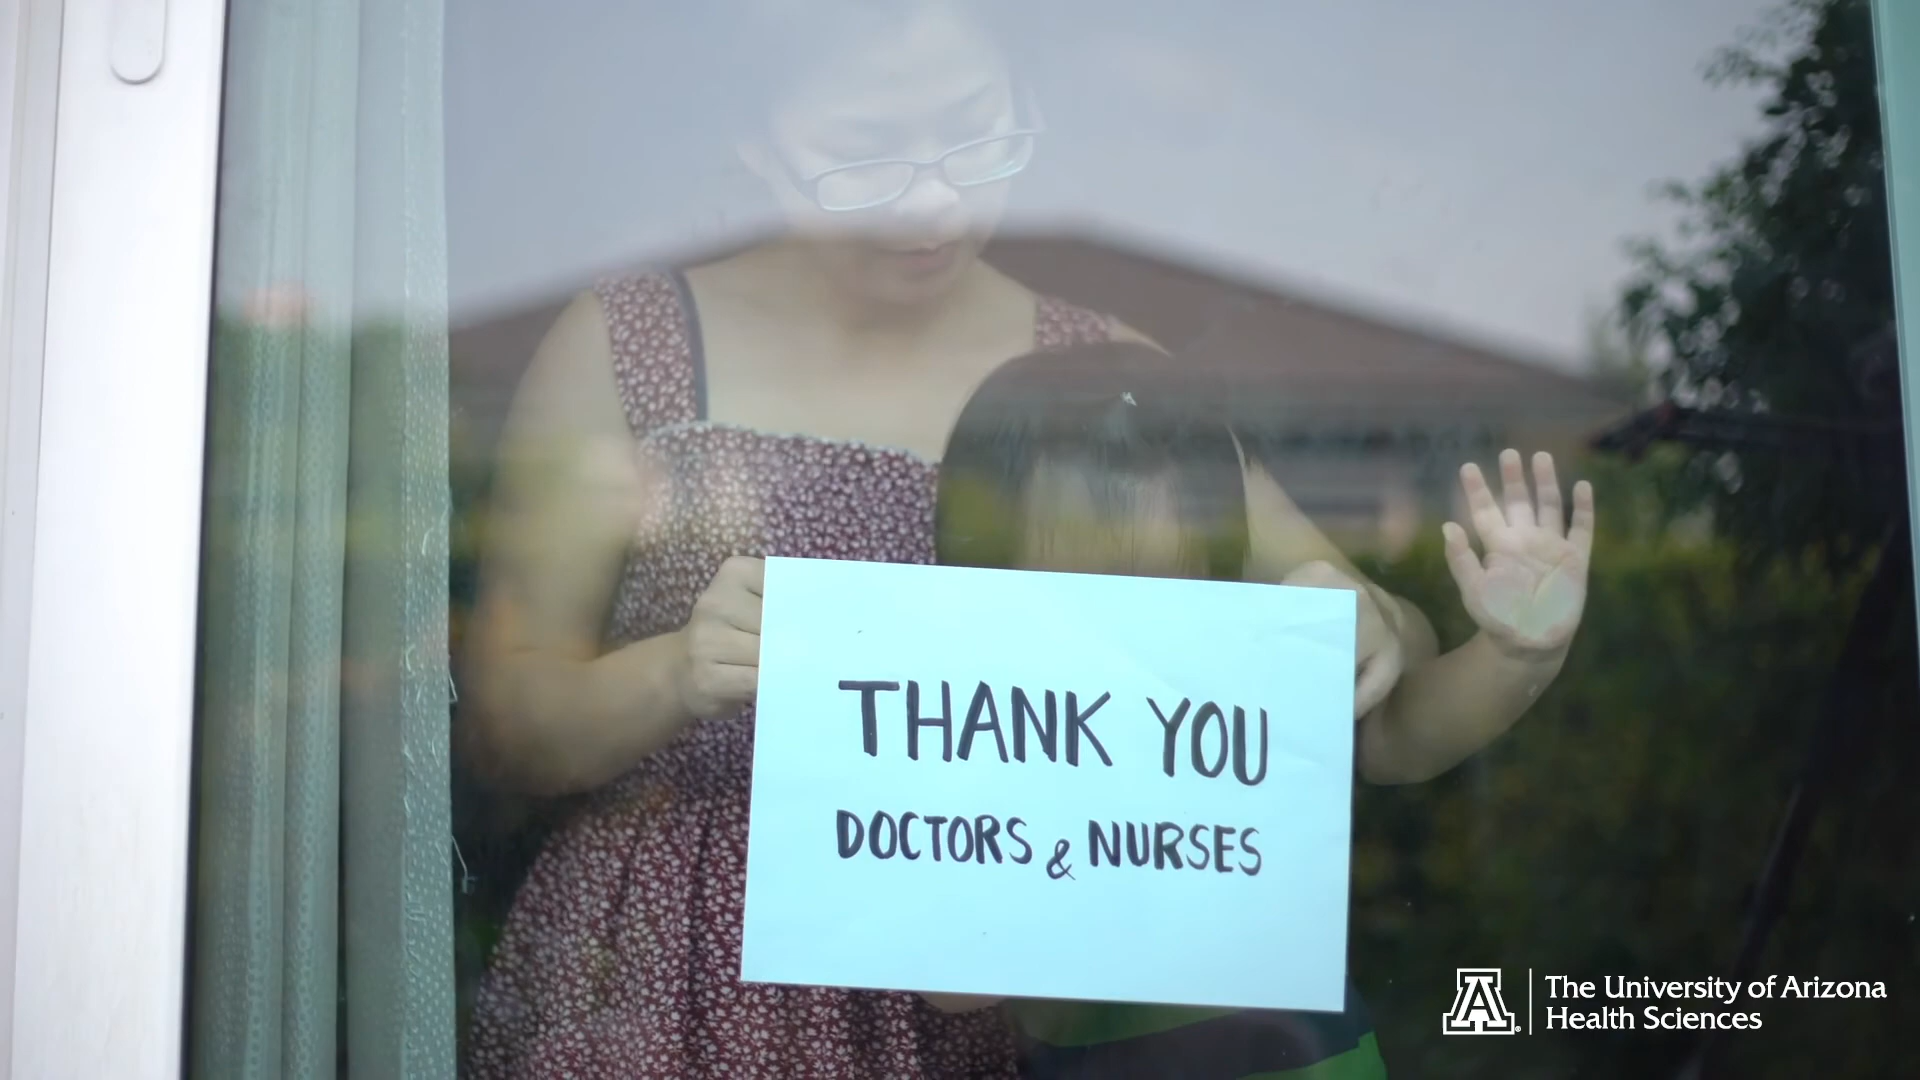 THANK YOU
DOCTORS & NURSES
A
The University of Arizona
Health Sciences